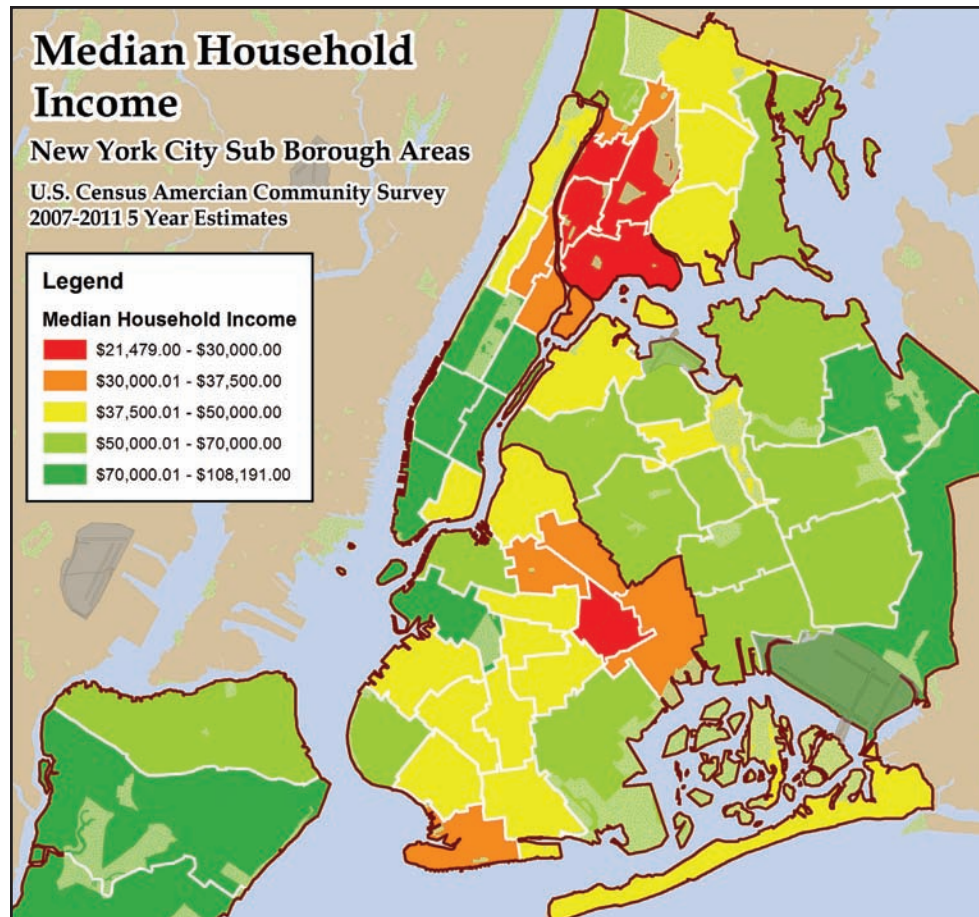 Median Household
Income
New York City Sub Borough Areas
U.S. Census Amercian Community Survey
2007-2011 5 Year Estimates
Legend
Median Household Income
$21,479.00 - $30,000.00
$30,000.01 - $37,500.00
$37,500.01 - $50,000.00
$50,000.01 - $70,000.00
$70,000.01 - $108,191.00